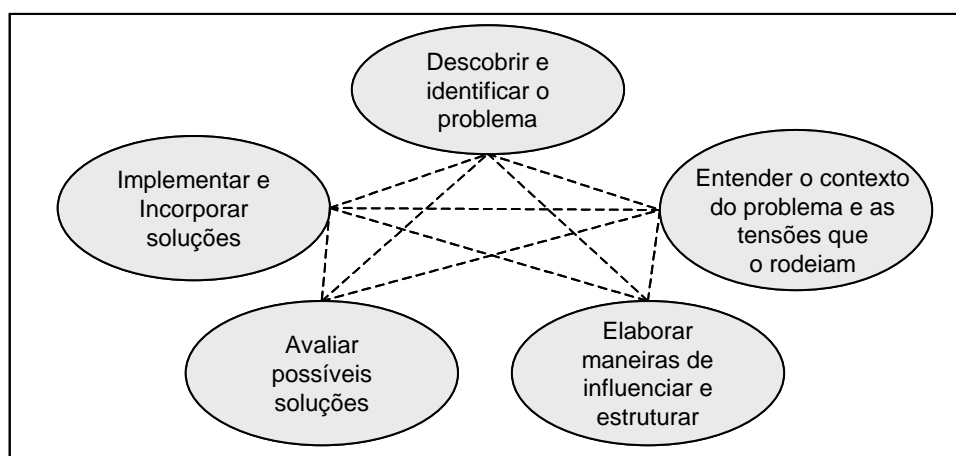 Descobrir e
identificar o
problema
Implementar e
Incorporar
soluções
Entender o contexto
do problema e as
tensões que
o rodeiam
Avaliar
possíveis
soluções
Elaborar
maneiras de
influenciar e
estruturar